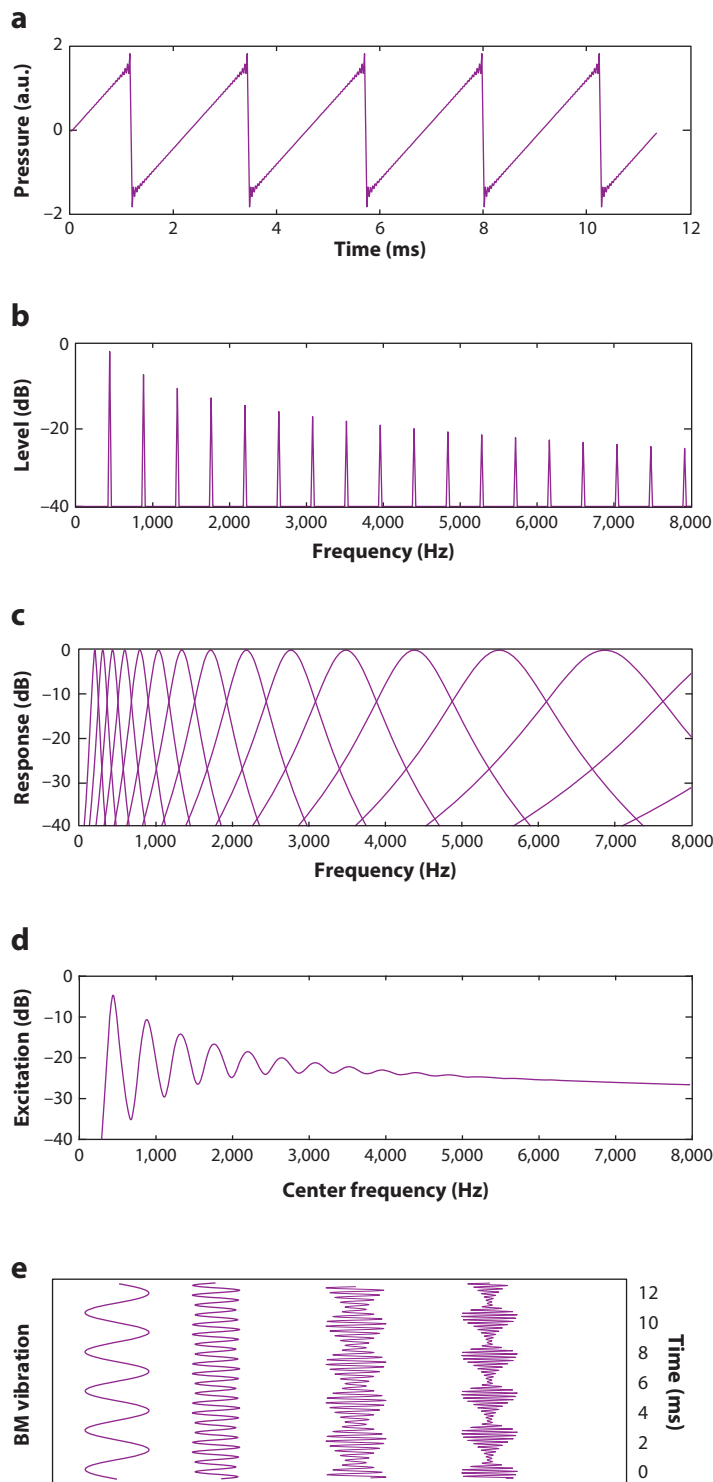 a
2
0
−2
Pressure (a.u.)
0 2 4 6 8 10 12
Time (ms)
b
0
−20
−40
Level (dB)
0 1,000 2,000 3,000 4,000 5,000 6,000 7,000 8,000
Frequency (Hz)
c
0
−10
−20
−30
−40
Response (dB)
0 1,000 2,000 3,000 4,000 5,000 6,000 7,000 8,000
Frequency (Hz)
d
0
−10
−20
−30
−40
Excitation (dB)
0 1,000 2,000 3,000 4,000 5,000 6,000 7,000 8,000
Center frequency (Hz)
e
BM vibration
12
10
8
6
4
2
0
Time (ms)